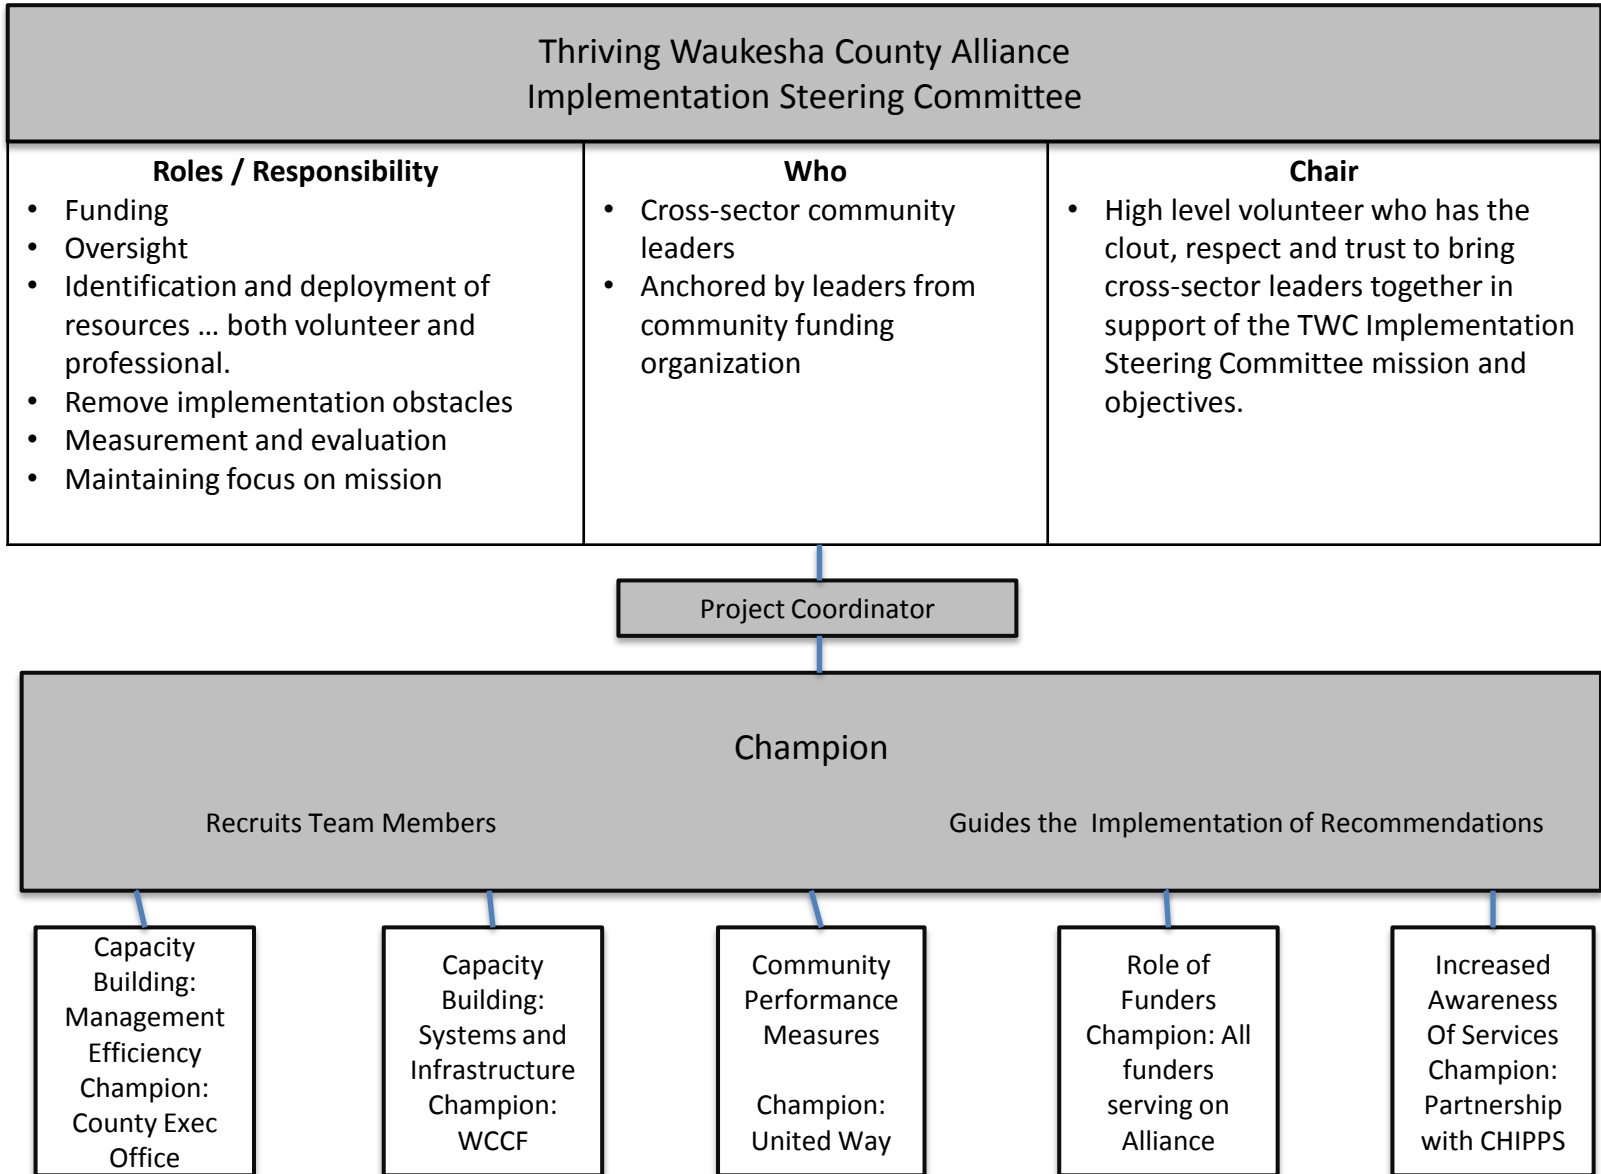 Thriving Waukesha County Alliance
Implementation Steering Committee
Roles / Responsibility
• Funding
• Oversight
• Identification and deployment of
resources … both volunteer and
professional.
• Remove implementation obstacles
• Measurement and evaluation
• Maintaining focus on mission
Who
• Cross-sector community
leaders
• Anchored by leaders from
community funding
organization
Chair
• High level volunteer who has the
clout, respect and trust to bring
cross-sector leaders together in
support of the TWC Implementation
Steering Committee mission and
objectives.
Project Coordinator
Champion
Recruits Team Members
Guides the Implementation of Recommendations
Capacity
Building:
Management
Efficiency
Champion:
County Exec
Office
Capacity
Building:
Systems and
Infrastructure
Champion:
WCCF
Community
Performance
Measures
Champion:
United Way
Role of
Funders
Champion: All
funders
serving on
Alliance
Increased
Awareness
Of Services
Champion:
Partnership
with CHIPPS